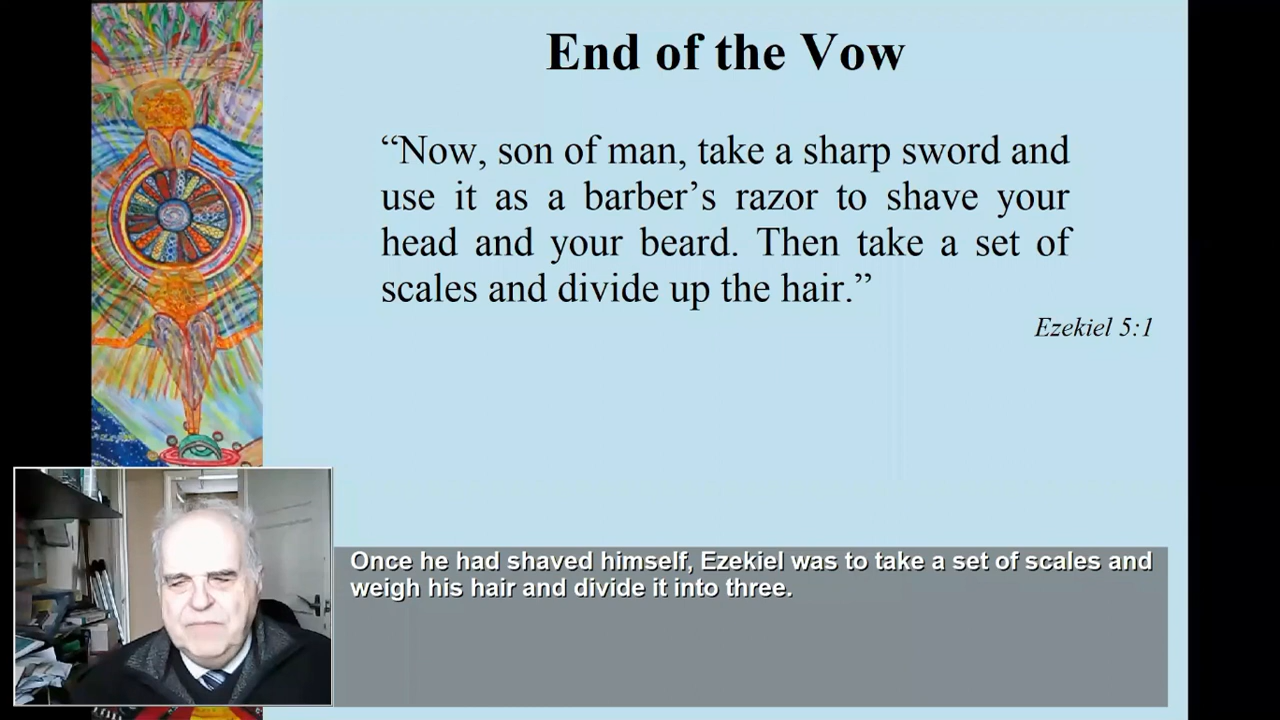 End of the Vow
“Now, son of man, take a sharp sword and
use it as a barber’s razor to shave your
head and your beard. Then take a set of
scales and divide up the hair.”
Ezekiel 5:1
Once he had shaved himself, Ezekiel was to take a set of scales and
weigh his hair and divide it into three.